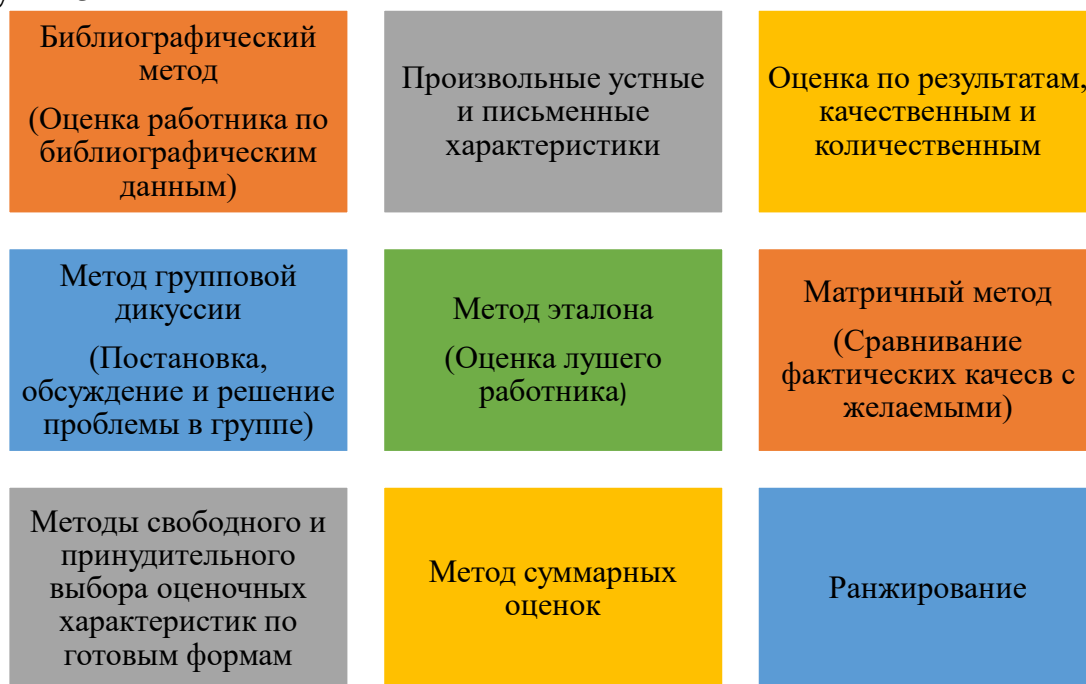 Библиографический
метод
(Оценка работника по
библиографическим
данным)
Произвольные устные
и письменные
характеристики
Оценка по результатам,
качественным и
количественным
Метод групповой
дикуссии
(Постановка,
обсуждение и решение
проблемы в группе)
Метод эталона
(Оценка лушего
работника)
Матричный метод
(Сравнивание
фактических качесв с
желаемыми)
Методы свободного и
принудительного
выбора оценочных
характеристик по
готовым формам
Метод суммарных
оценок
Ранжирование